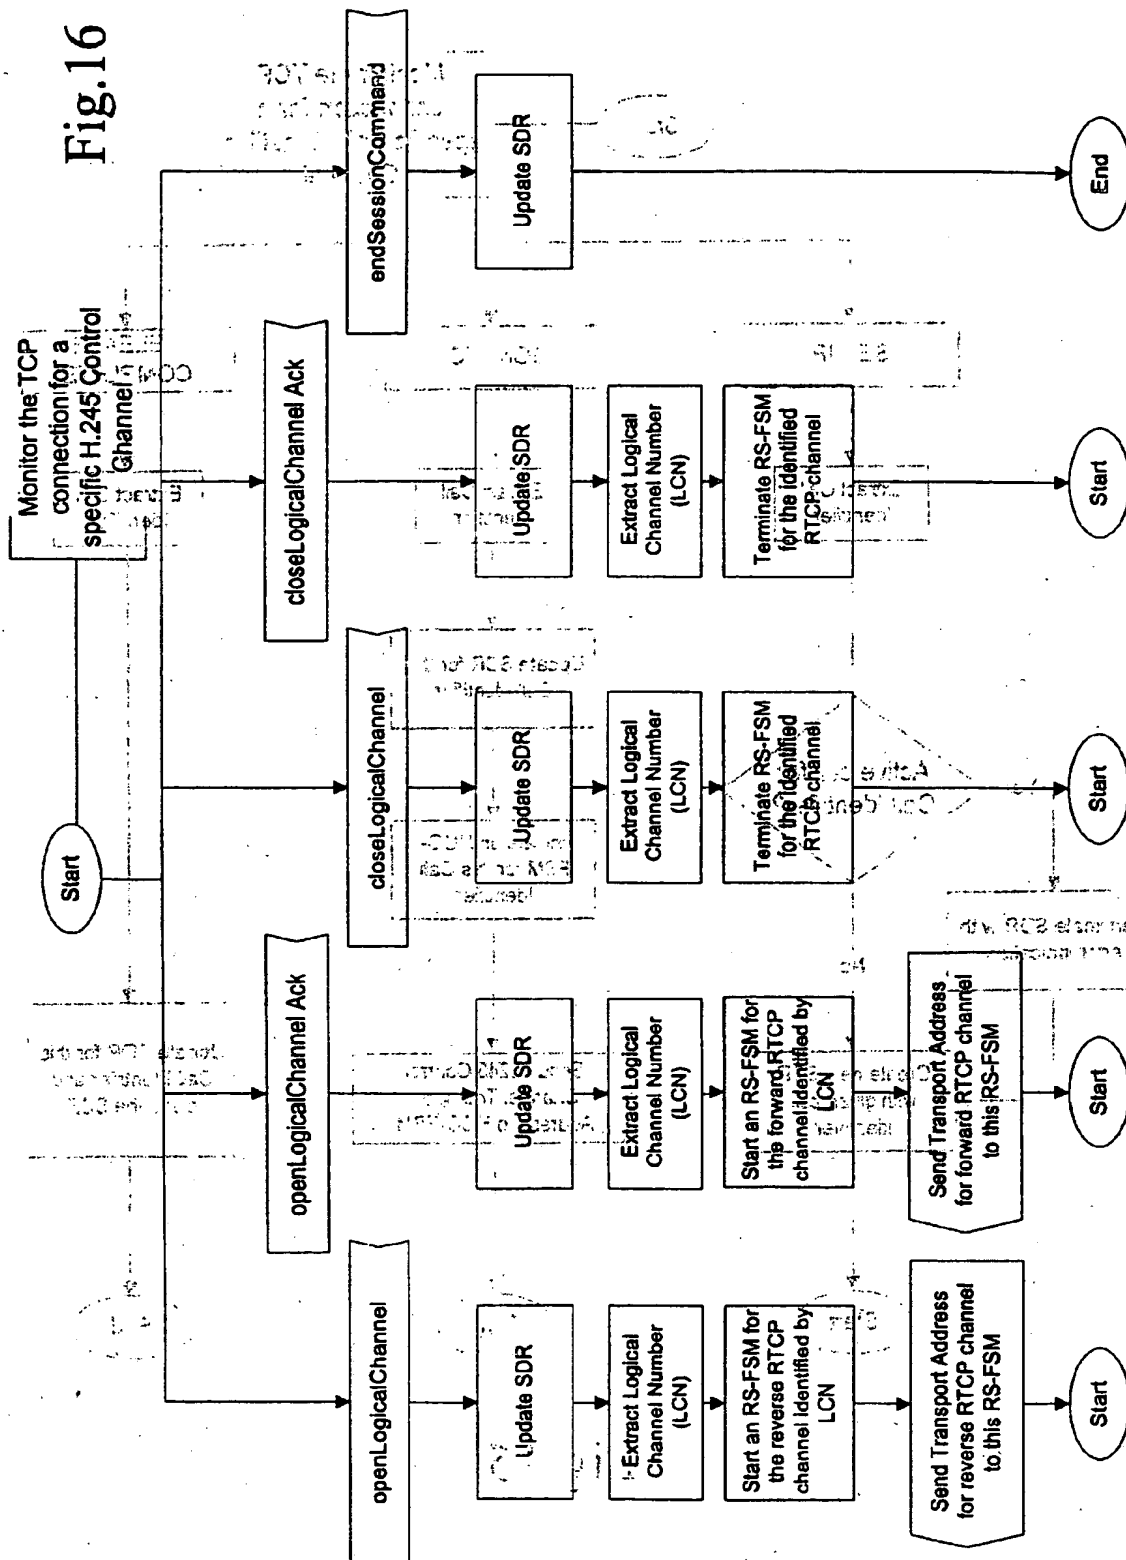 Fig.16
Start
Monitor the TCP
connection for a
specific H.245 Control
Channel
openLogicalChannel
Update SDR
Extract Logical
Channel Number
(LCN)
Start an RS-FSM for
the reverse RTCP
channel identified by
LCN
Send Transport Address
for reverse RTCP channel
to this RS-FSM
Start
openLogicalChannel Ack
Update SDR
Extract Logical
Channel Number
(LCN)
Start an RS-FSM for
the forward RTCP
channel identified by
LCN
Send Transport Address
for forward RTCP channel
to this RS-FSM
Start
closeLogicalChannel
Update SDR
Extract Logical
Channel Number
(LCN)
Terminate RS-FSM
for the identified
RTCP channel
Start
closeLogicalChannel Ack
Update SDR
Extract Logical
Channel Number
(LCN)
Terminate RS-FSM
for the identified
RTCP channel
Start
endSessionCommand
Update SDR
End